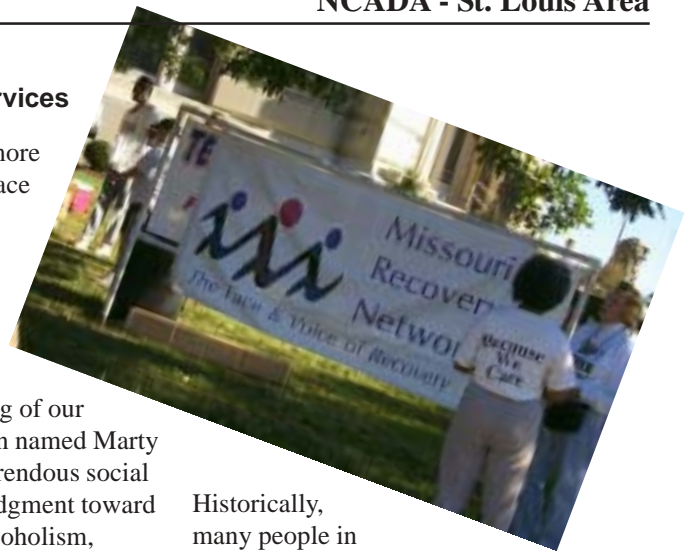 NCADA - St. Louis Area
rvices
more
ace
TE
Missouri
Recover
Networ
The Face & Voice of Recovery
Because
We
Care
g of our
n named Marty
rendous social
dgment toward
oholism,
Historically,
many people in